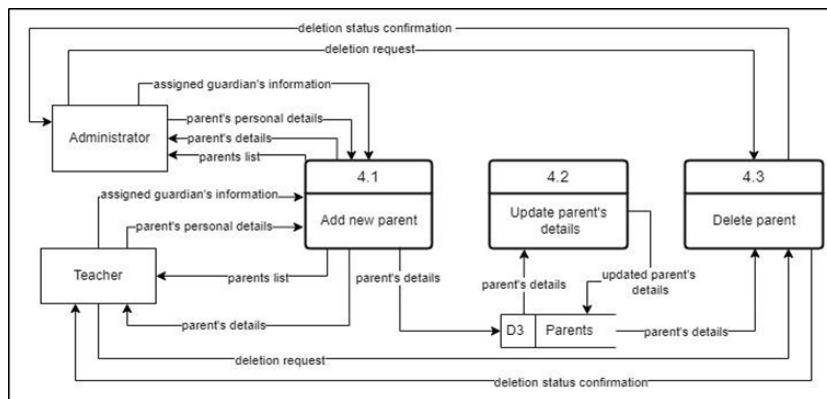 deletion status confirmation
deletion request
assigned guardian's information
parent's personal details
Administrator
parent's details
parents list
4.1
4.2
4.3
assigned guardian's information
Add new parent
Update parent's
details
Delete parent
parent's personal details
Teacher
parents list
parent's details
parent's details
updated parent's
details
D3
Parents
parent's details
parent's details
deletion request
deletion status confirmation